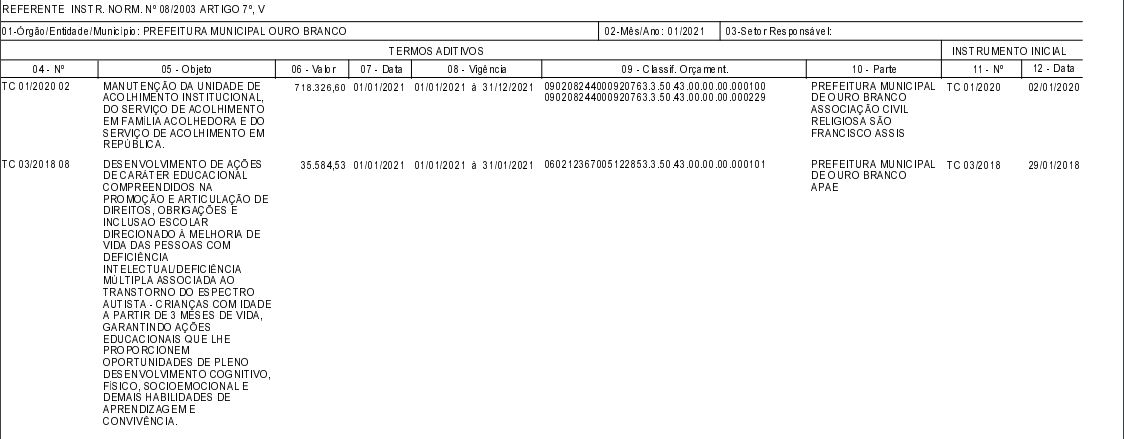 REFERENTE INSTR. NORM. Nº 08/2003 ARTIGO 7º, V
01-Órgão/Entidade/Município: PREFEITURA MUNICIPAL OURO BRANCO 02-Mês/Ano: 01/2021 03-Setor Responsável:
TERMOS ADITIVOS INSTRUMENTO INICIAL
04 - Nº 05 - Objeto 06 - Valor 07 - Data 08 - Vigência 09 - Classif. Orçament. 10 - Parte 11 - Nº 12 - Data
TC 01/2020 02 MANUTENÇÃO DA UNIDADE DE 718.326,60 01/01/2021 01/01/2021 à 31/12/2021 090208244000920763.3.50.43.00.00.00.000100 PREFEITURA MUNICIPAL TC 01/2020 02/01/2020
ACOLHIMENTO INSTITUCIONAL, 090208244000920763.3.50.43.00.00.00.000229 DE OURO BRANCO
DO SERVIÇO DE ACOLHIMENTO ASSOCIAÇÃO CIVIL
EM FAMÍLIA ACOLHEDORA E DO RELIGIOSA SÃO
SERVIÇO DE ACOLHIMENTO EM FRANCISCO ASSIS
REPÚBLICA.
TC 03/2018 08 DESENVOLVIMENTO DE AÇÕES 35.584,53 01/01/2021 01/01/2021 à 31/01/2021 060212367005122853.3.50.43.00.00.00.000101 PREFEITURA MUNICIPAL TC 03/2018 29/01/2018
DE CARÁTER EDUCACIONAL DE OURO BRANCO
COMPREENDIDOS NA APAE
PROMOÇÃO E ARTICULAÇÃO DE
DIREITOS, OBRIGAÇÕES E
INCLUSÃO ESCOLAR
DIRECIONADO À MELHORIA DE
VIDA DAS PESSOAS COM
DEFICIÊNCIA
INTELECTUAL/DEFICIÊNCIA
MÚLTIPLA ASSOCIADA AO
TRANSTORNO DO ESPECTRO
AUTISTA - CRIANÇAS COM IDADE
A PARTIR DE 3 MESES DE VIDA,
GARANTINDO AÇÕES
EDUCACIONAIS QUE LHE
PROPORCIONEM
OPORTUNIDADES DE PLENO
DESENVOLVIMENTO COGNITIVO,
FÍSICO, SOCIOEMOCIONAL E
DEMAIS HABILIDADES DE
APRENDIZAGEM E
CONVIVÊNCIA.